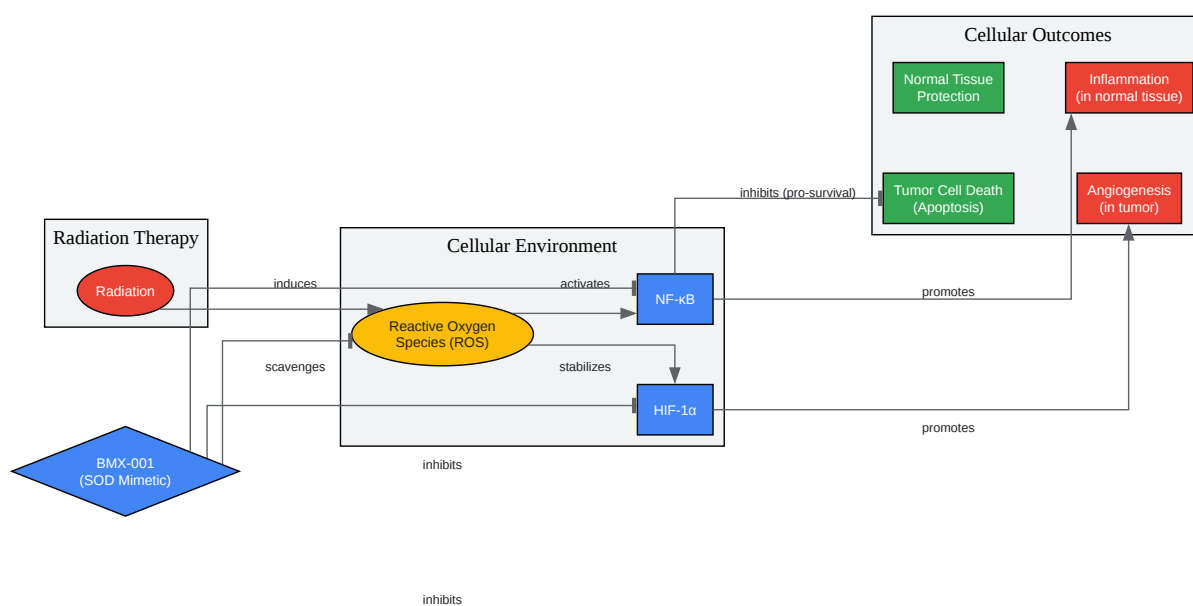 Cellular Outcomes
Normal Tissue
Protection
Inflammation
(in normal tissue)
inhibits (pro-survival)
Tumor Cell Death
(Apoptosis)
Angiogenesis
(in tumor)
Radiation Therapy
Cellular Environment
Radiation
induces
activates
NF-κB
promotes
Reactive Oxygen
Species (ROS)
scavenges
stabilizes
HIF-1α
promotes
BMX-001
(SOD Mimetic)
inhibits
inhibits